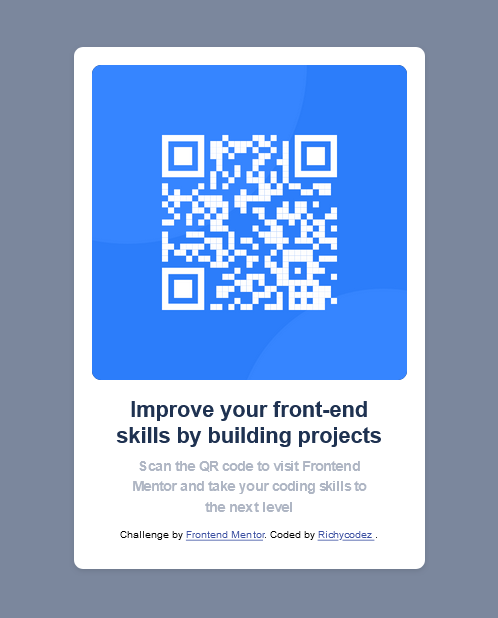 Improve your front-end
skills by building projects
Scan the QR code to visit Frontend
Mentor and take your coding skills to
the next level
Challenge by Frontend Mentor. Coded by Richycodez .